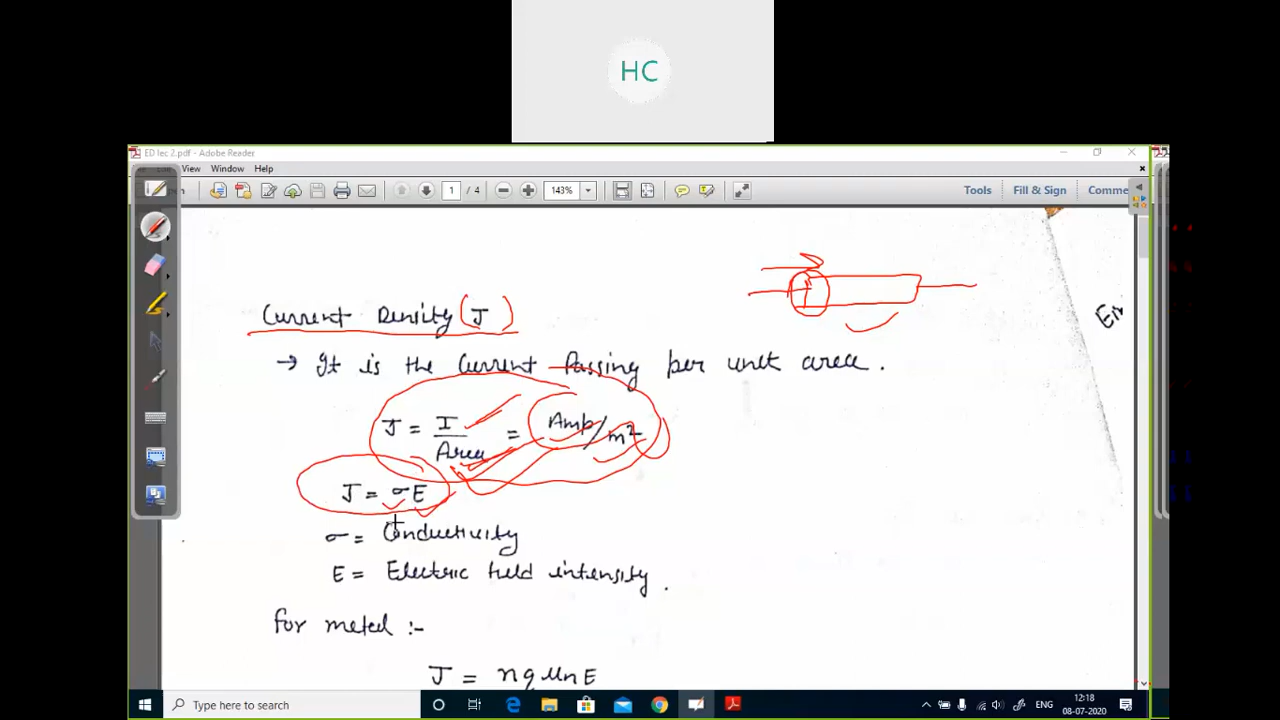 HC
ED lec 2.pdf - Adobe Reader
View Window Help
1 / 4 143% Tools Fill & Sign Comme
Current Density (J)
→ It is the Current Passing per unit area.
J = I/Area = Amp/m²
J = σE
σ = Conductivity
E = Electric field intensity.
for metal :-
J = nqμnE
En
Type here to search
ENG
12:18
08-07-2020